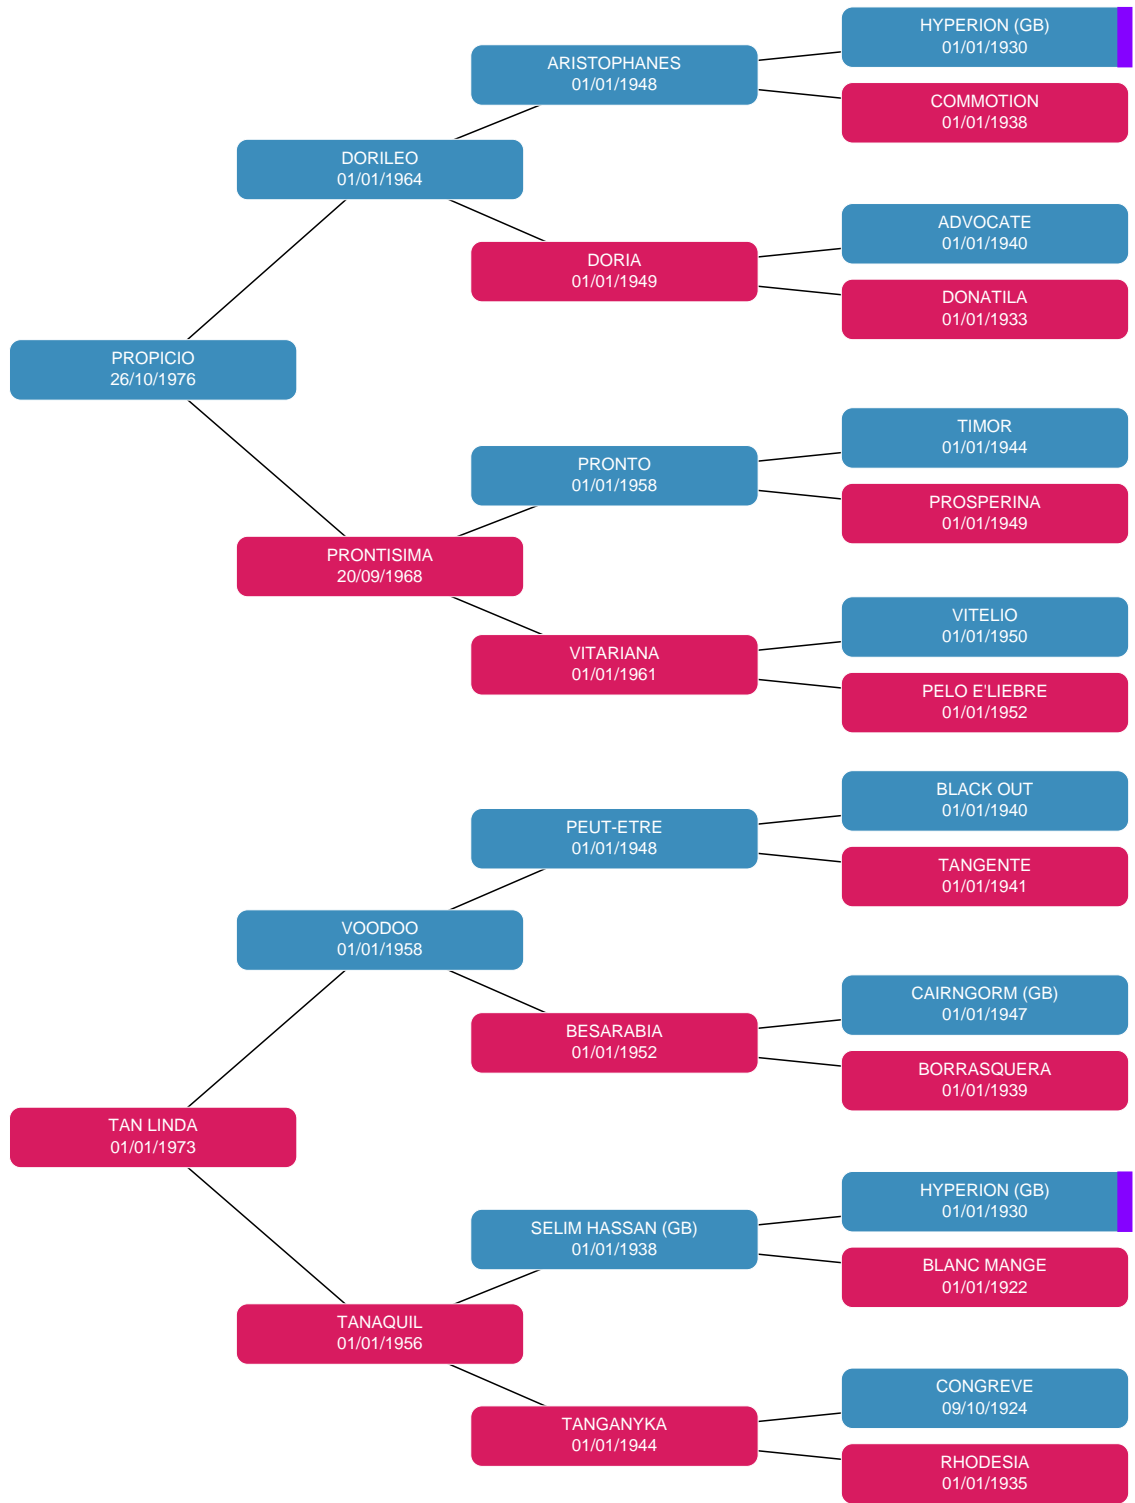 HYPERION (GB)
01/01/1930
ARISTOPHANES
01/01/1948
COMMOTION
01/01/1938
DORILEO
01/01/1964
ADVOCATE
01/01/1940
DORIA
01/01/1949
DONATILA
01/01/1933
PROPICIO
26/10/1976
TIMOR
01/01/1944
PRONTO
01/01/1958
PROSPERINA
01/01/1949
PRONTISIMA
20/09/1968
VITELIO
01/01/1950
VITARIANA
01/01/1961
PELO E'LIEBRE
01/01/1952
BLACK OUT
01/01/1940
PEUT-ETRE
01/01/1948
TANGENTE
01/01/1941
VOODOO
01/01/1958
CAIRNGORM (GB)
01/01/1947
BESARABIA
01/01/1952
BORRASQUERA
01/01/1939
TAN LINDA
01/01/1973
HYPERION (GB)
01/01/1930
SELIM HASSAN (GB)
01/01/1938
BLANC MANGE
01/01/1922
TANAQUIL
01/01/1956
CONGREVE
09/10/1924
TANGANYKA
01/01/1944
RHODESIA
01/01/1935